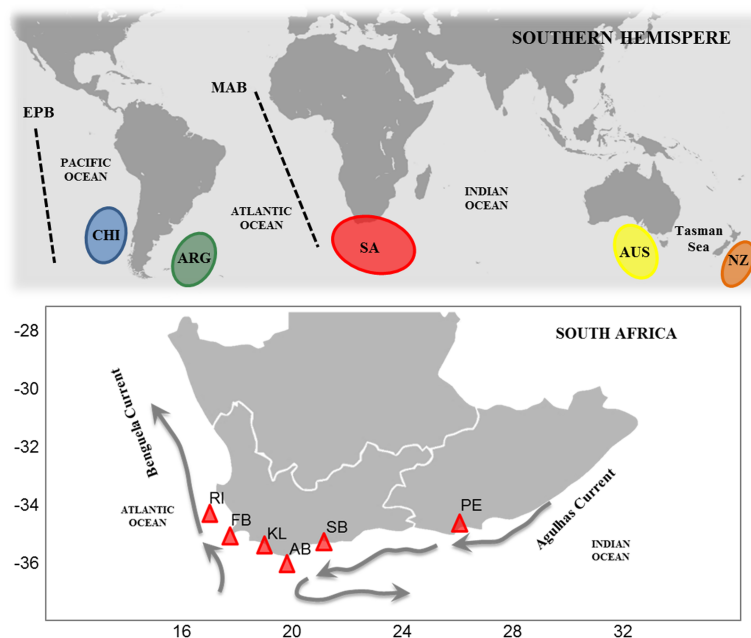 SOUTHERN HEMISPERE
MAB
EPB
PACIFIC
OCEAN
ATLANTIC
OCEAN
INDIAN
OCEAN
CHI
ARG
SA
AUS
Tasman
Sea
NZ
SOUTH AFRICA
-28
-30
-32
-34
-36
Benguela Current
ATLANTIC
OCEAN
RI
FB
KL
AB
SB
PE
Agulhas Current
INDIAN
OCEAN
16
20
24
28
32